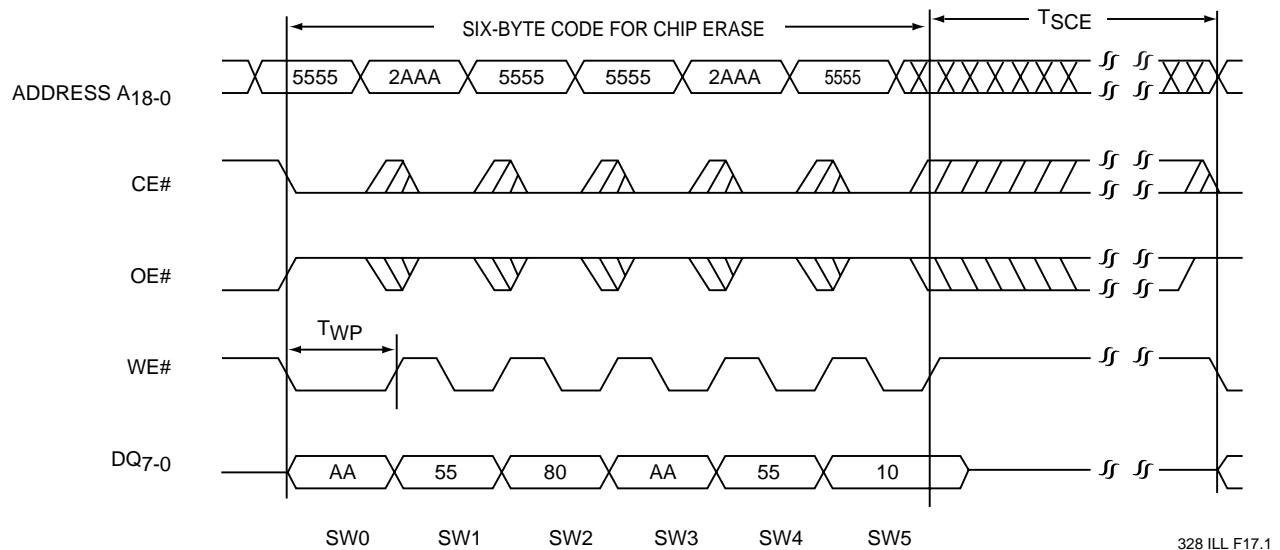 SIX-BYTE CODE FOR CHIP ERASE
TSCE
ADDRESS A18-0
5555
2AAA
5555
5555
2AAA
5555
CE#
OE#
TWP
WE#
DQ7-0
AA
55
80
AA
55
10
SW0
SW1
SW2
SW3
SW4
SW5
328 ILL F17.1